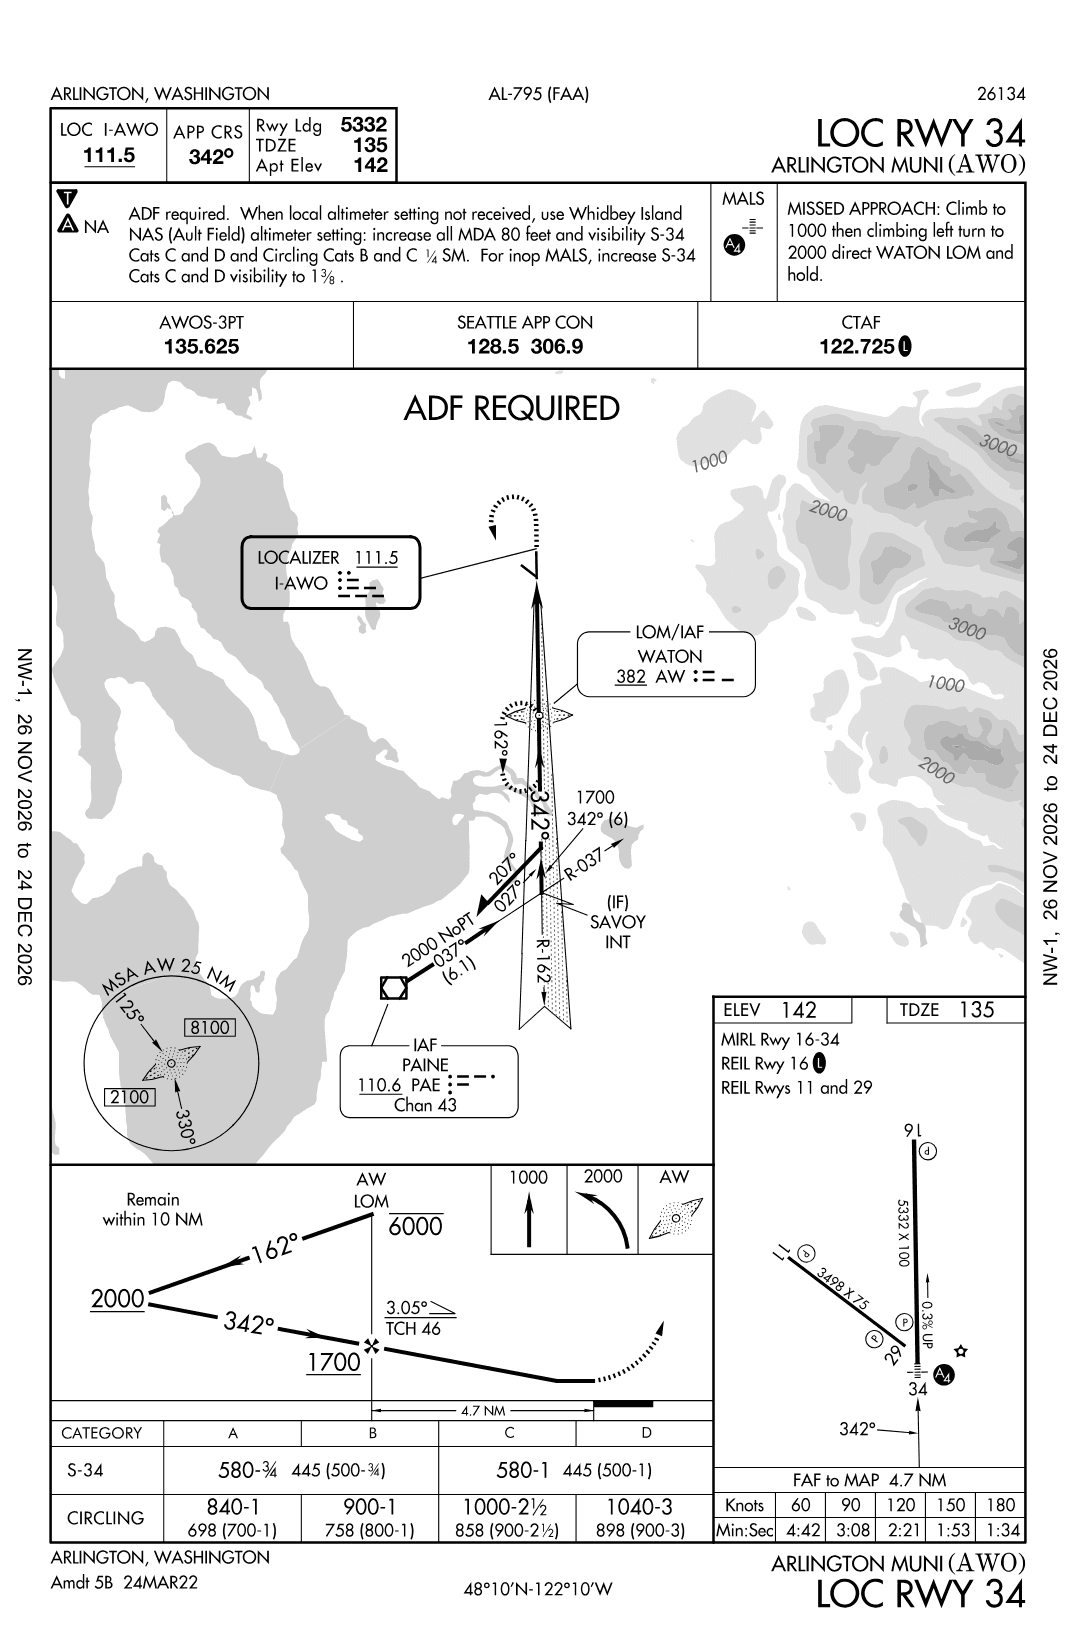 ARLINGTON, WASHINGTON
AL-795 (FAA)
26134
LOC I-AWO
111.5
APP CRS
342°
Rwy Ldg 5332
TDZE 135
Apt Elev 142
LOC RWY 34
ARLINGTON MUNI (AWO)
T
A NA
ADF required. When local altimeter setting not received, use Whidbey Island
NAS (Ault Field) altimeter setting: increase all MDA 80 feet and visibility S-34
Cats C and D and Circling Cats B and C ¼ SM. For inop MALS, increase S-34
Cats C and D visibility to 1⅜ .
MALS
A4
MISSED APPROACH: Climb to
1000 then climbing left turn to
2000 direct WATON LOM and
hold.
AWOS-3PT
135.625
SEATTLE APP CON
128.5 306.9
CTAF
122.725 L
ADF REQUIRED
1000
3000
2000
3000
1000
2000
LOCALIZER 111.5
I-AWO
LOM/IAF
WATON
382 AW
162°
342°
1700
342° (6)
R-037
207°
027°
2000 NoPT
037°
(6.1)
(IF)
SAVOY
INT
R-162
IAF
PAINE
110.6 PAE
Chan 43
MSA AW 25 NM
125°
8100
2100
330°
NW-1, 26 NOV 2026 to 24 DEC 2026
NW-1, 26 NOV 2026 to 24 DEC 2026
ELEV 142
TDZE 135
MIRL Rwy 16-34
REIL Rwy 16 L
REIL Rwys 11 and 29
16
P
5332 X 100
11
P
3498 X 75
P
P
29
0.3% UP
A4
34
342°
FAF to MAP 4.7 NM
Knots 60 90 120 150 180
Min:Sec 4:42 3:08 2:21 1:53 1:34
Remain
within 10 NM
AW
LOM
6000
162°
2000
342°
1700
3.05°
TCH 46
4.7 NM
1000
2000
AW
CATEGORY A B C D
S-34 580-¾ 445 (500-¾) 580-1 445 (500-1)
CIRCLING 840-1 900-1 1000-2½ 1040-3
698 (700-1) 758 (800-1) 858 (900-2½) 898 (900-3)
ARLINGTON, WASHINGTON
Amdt 5B 24MAR22
48°10'N-122°10'W
ARLINGTON MUNI (AWO)
LOC RWY 34